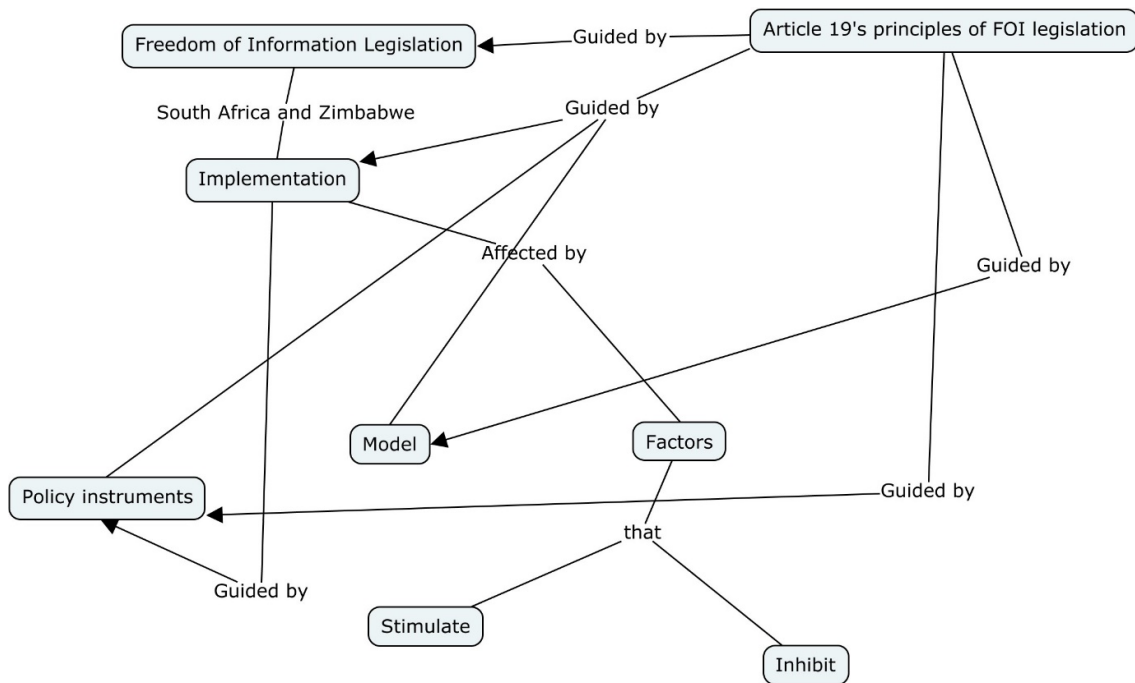 Article 19's principles of FOI legislation
Freedom of Information Legislation
Guided by
South Africa and Zimbabwe
Guided by
Implementation
Affected by
Guided by
Model
Factors
Policy instruments
Guided by
that
Guided by
Stimulate
Inhibit